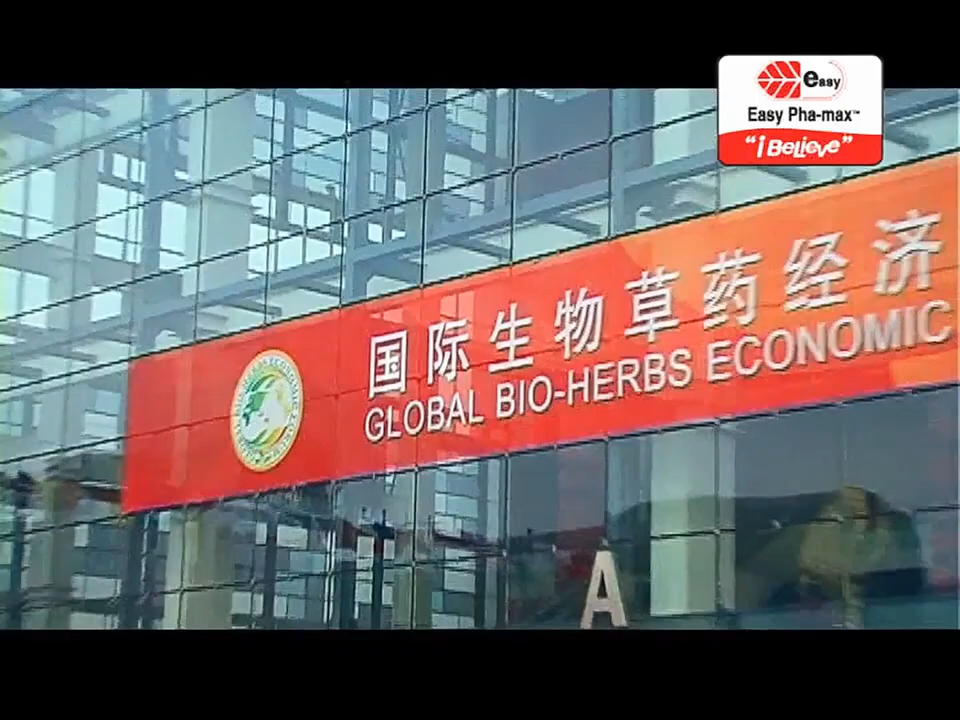 easy
Easy Pha-max™
"i Believe"
国际生物草药经济
GLOBAL BIO-HERBS ECONOMIC
A